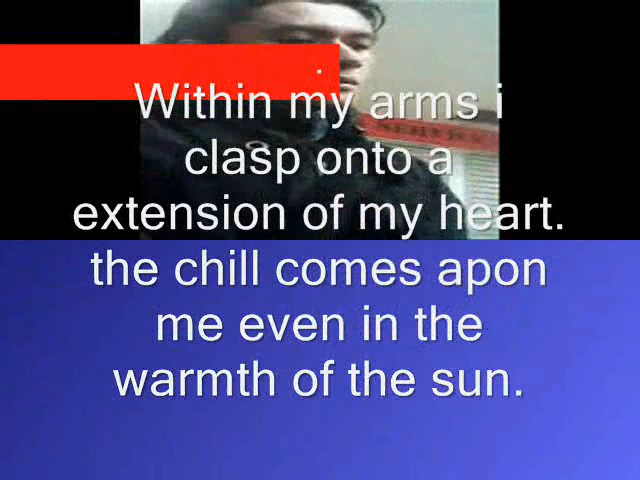 Within my arms i
clasp onto a
extension of my heart.
the chill comes apon
me even in the
warmth of the sun.